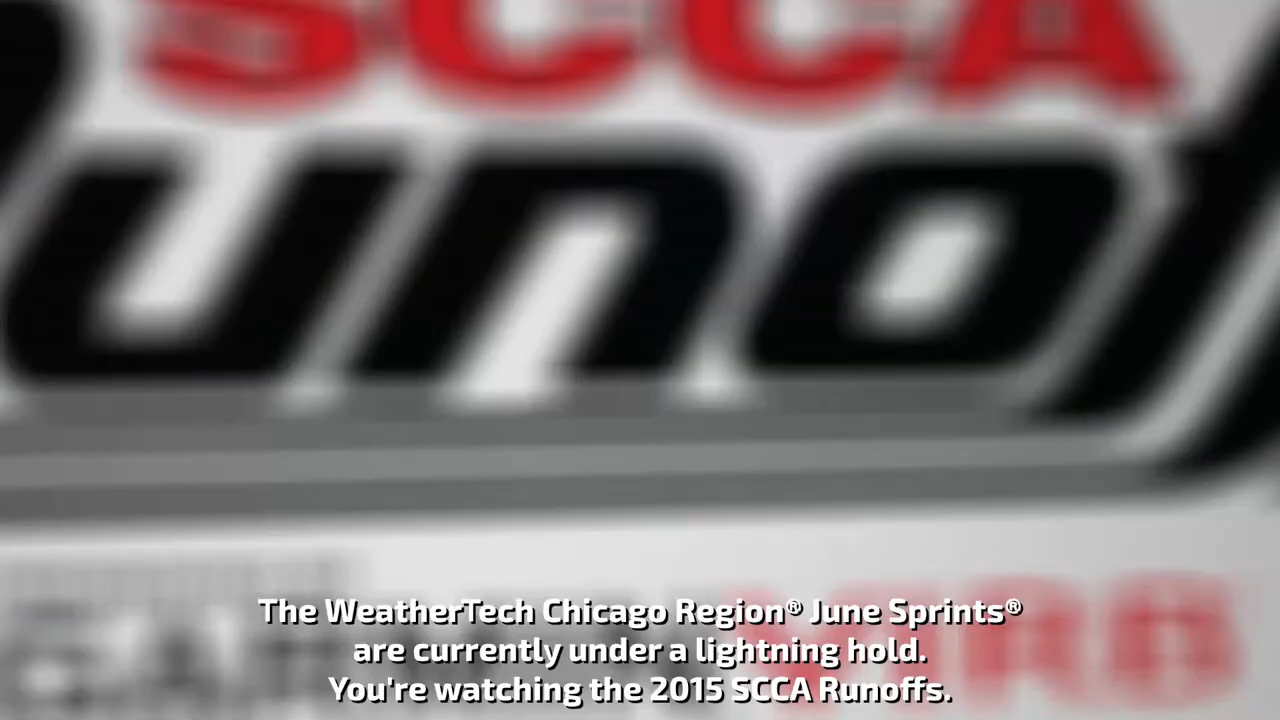 SCCA
uno
The WeatherTech Chicago Region® June Sprints®
are currently under a lightning hold.
You're watching the 2015 SCCA Runoffs.